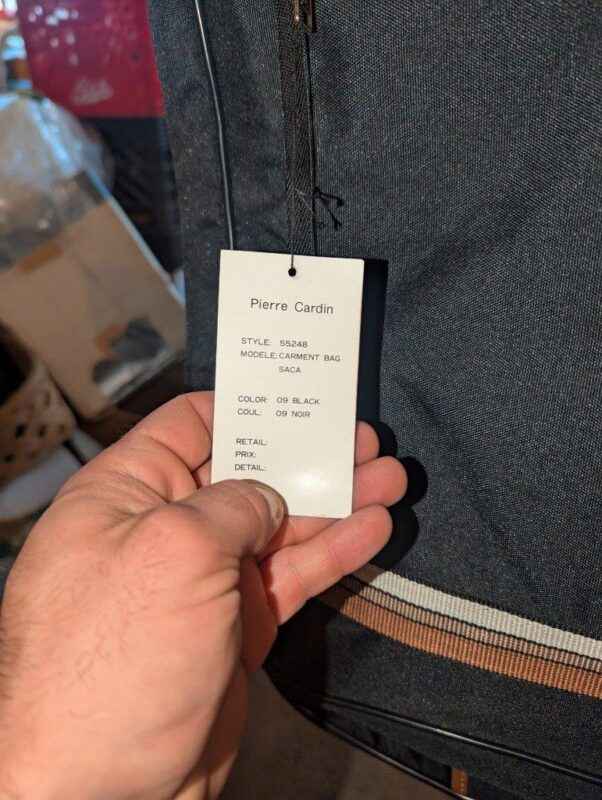 Pierre Cardin
STYLE: 55248
MODELE: CARMENT BAG
SACA
COLOR: 09 BLACK
COUL: 09 NOIR
RETAIL:
PRIX:
DETAIL: